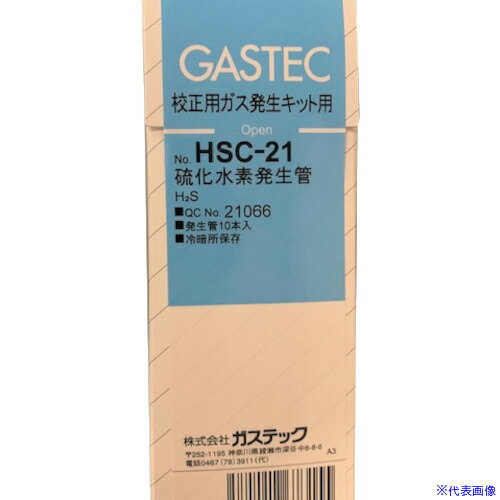 GASTEC
校正用ガス発生キット用
Open
No. HSC-21
硫化水素発生管
H₂S
■QC No. 21066
■発生管10本入
■冷暗所保存
株式会社 ガステック
〒252-1195 神奈川県綾瀬市深谷中8-8-6
電話0467(79)3911(代)
A3
※代表画像